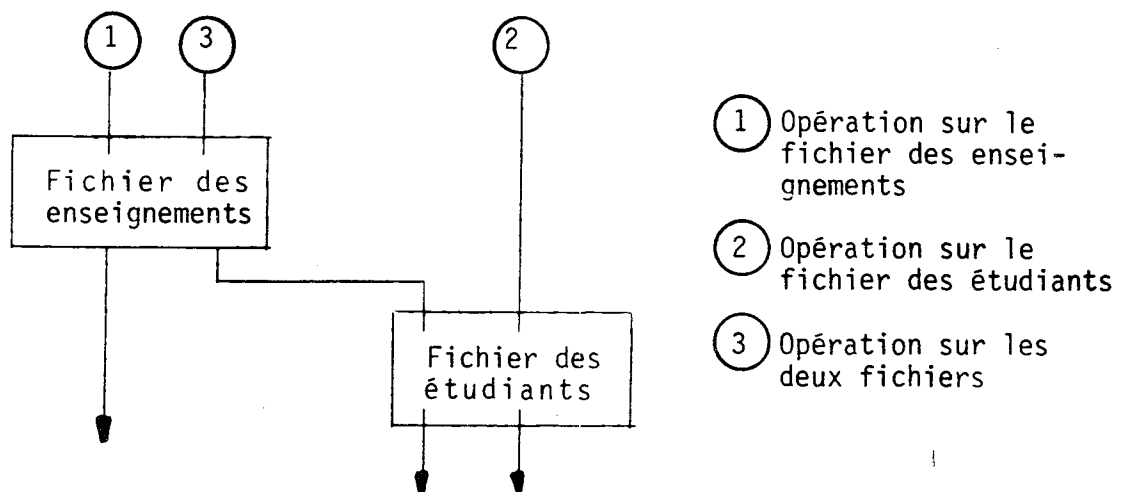 1 3 2
Fichier des
enseignements
Fichier des
étudiants
1 Opération sur le
fichier des ensei-
gnements
2 Opération sur le
fichier des étudiants
3 Opération sur les
deux fichiers